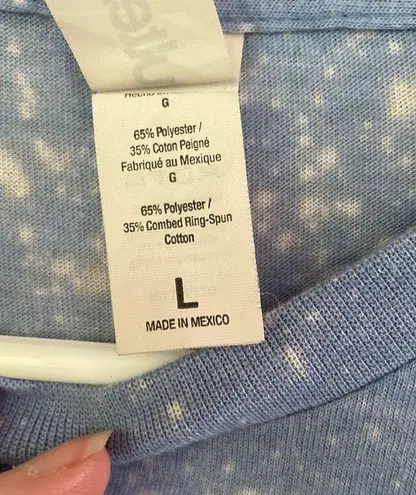 G
65% Polyester /
35% Coton Peigné
Fabriqué au Mexique
G
65% Polyester /
35% Combed Ring-Spun
Cotton
L
MADE IN MEXICO